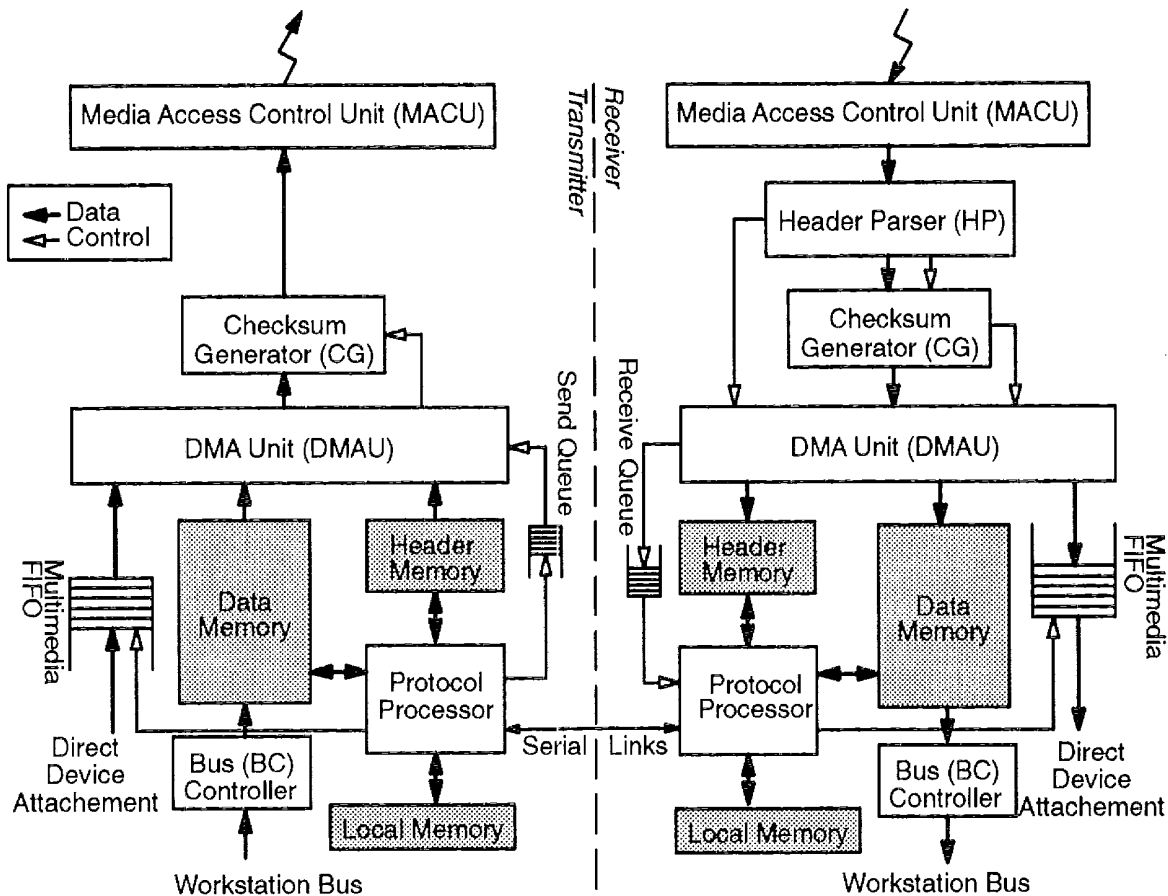 Media Access Control Unit (MACU)
Data
Control
Checksum
Generator (CG)
DMA Unit (DMAU)
Send Queue
Multimedia
FIFO
Data
Memory
Header
Memory
Protocol
Processor
Direct
Device
Attachement
Bus (BC)
Controller
Local Memory
Workstation Bus
Transmitter
Receiver
Serial Links
Media Access Control Unit (MACU)
Header Parser (HP)
Checksum
Generator (CG)
DMA Unit (DMAU)
Receive Queue
Header
Memory
Data
Memory
Multimedia
FIFO
Protocol
Processor
Bus (BC)
Controller
Direct
Device
Attachement
Local Memory
Workstation Bus